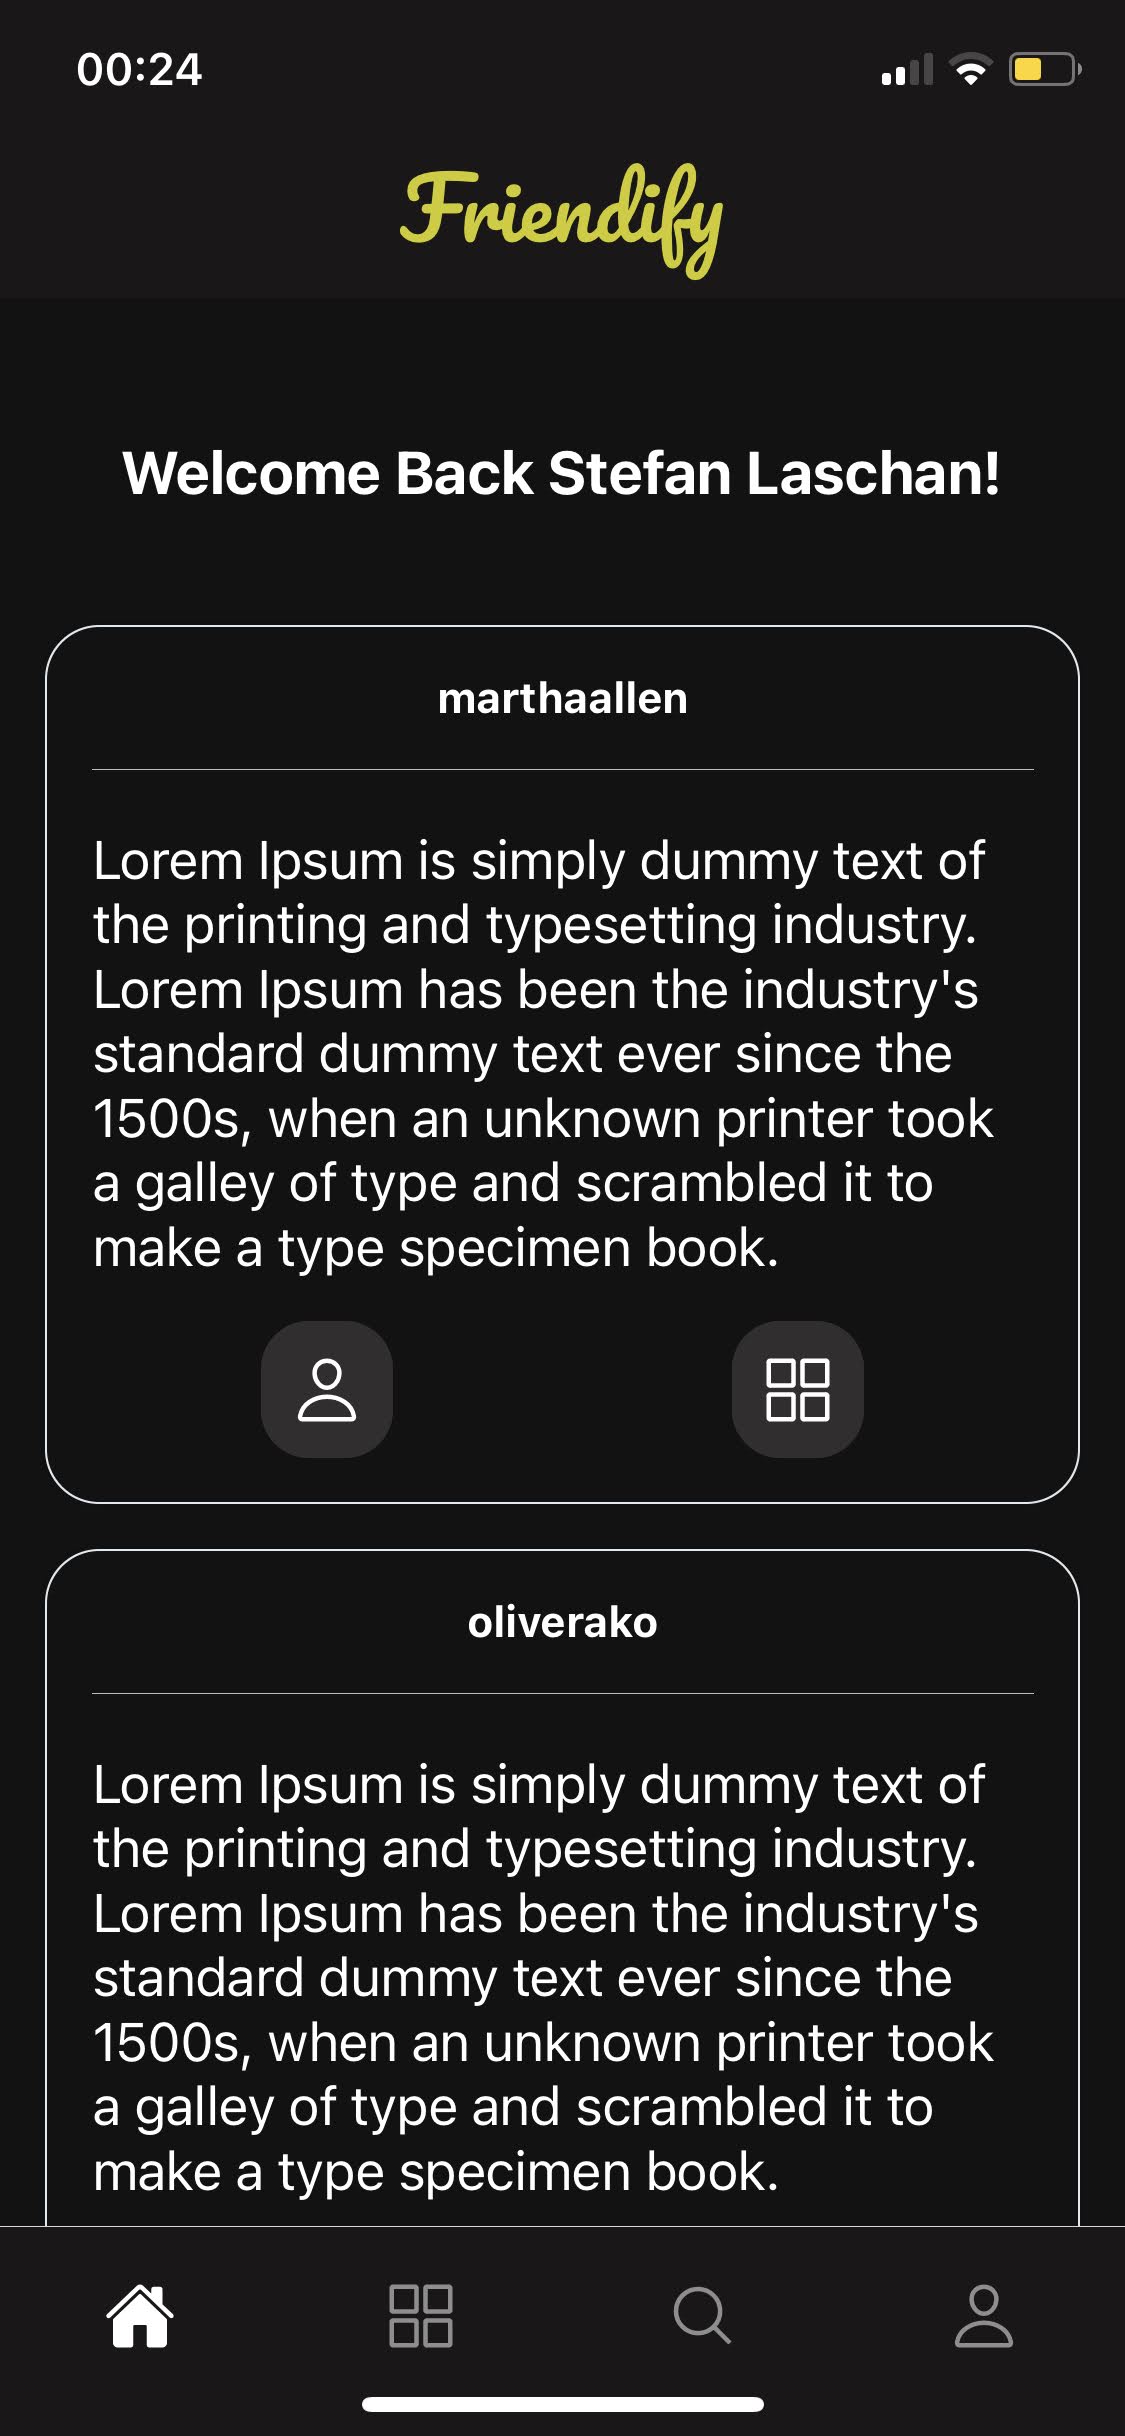 00:24
Friendify
Welcome Back Stefan Laschan!
marthaallen
Lorem Ipsum is simply dummy text of
the printing and typesetting industry.
Lorem Ipsum has been the industry's
standard dummy text ever since the
1500s, when an unknown printer took
a galley of type and scrambled it to
make a type specimen book.
oliverako
Lorem Ipsum is simply dummy text of
the printing and typesetting industry.
Lorem Ipsum has been the industry's
standard dummy text ever since the
1500s, when an unknown printer took
a galley of type and scrambled it to
make a type specimen book.